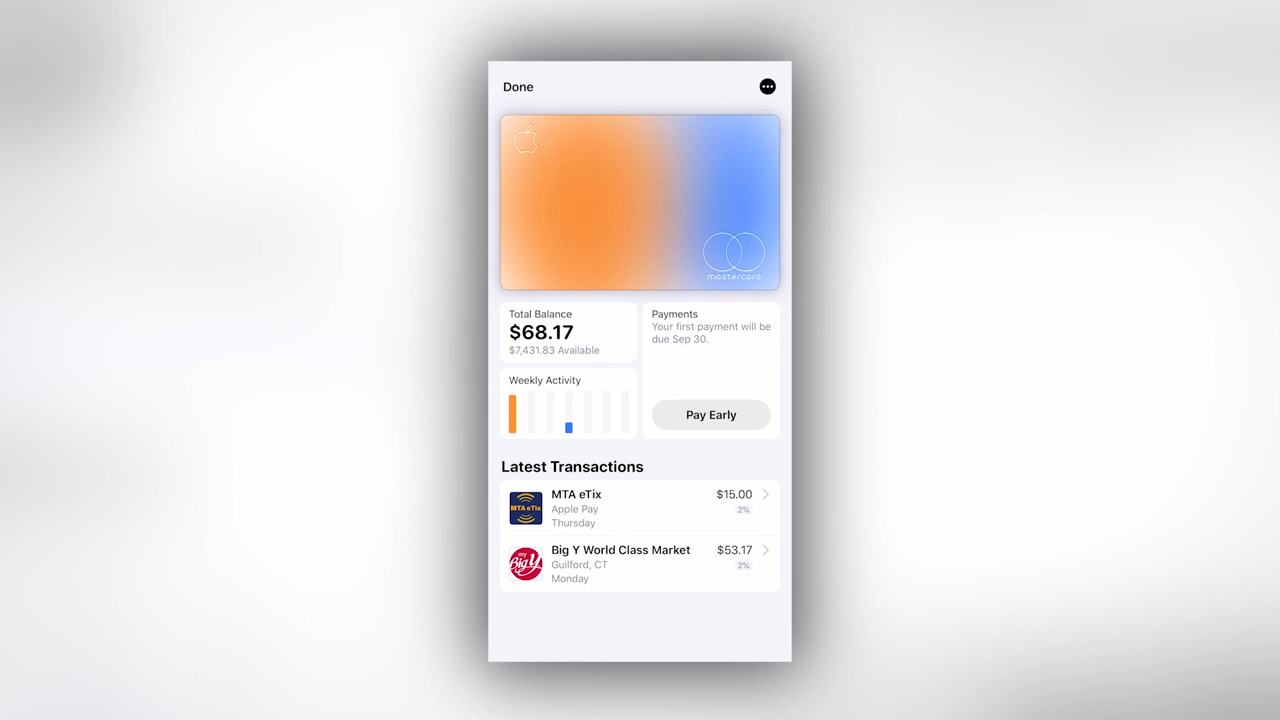 Done
mastercard
Total Balance
$68.17
$7,431.83 Available
Payments
Your first payment will be
due Sep 30.
Weekly Activity
Pay Early
Latest Transactions
MTA eTix
MTA eTix
$15.00
Apple Pay
2%
Thursday
my
Big Y
Big Y World Class Market
$53.17
Guilford, CT
2%
Monday